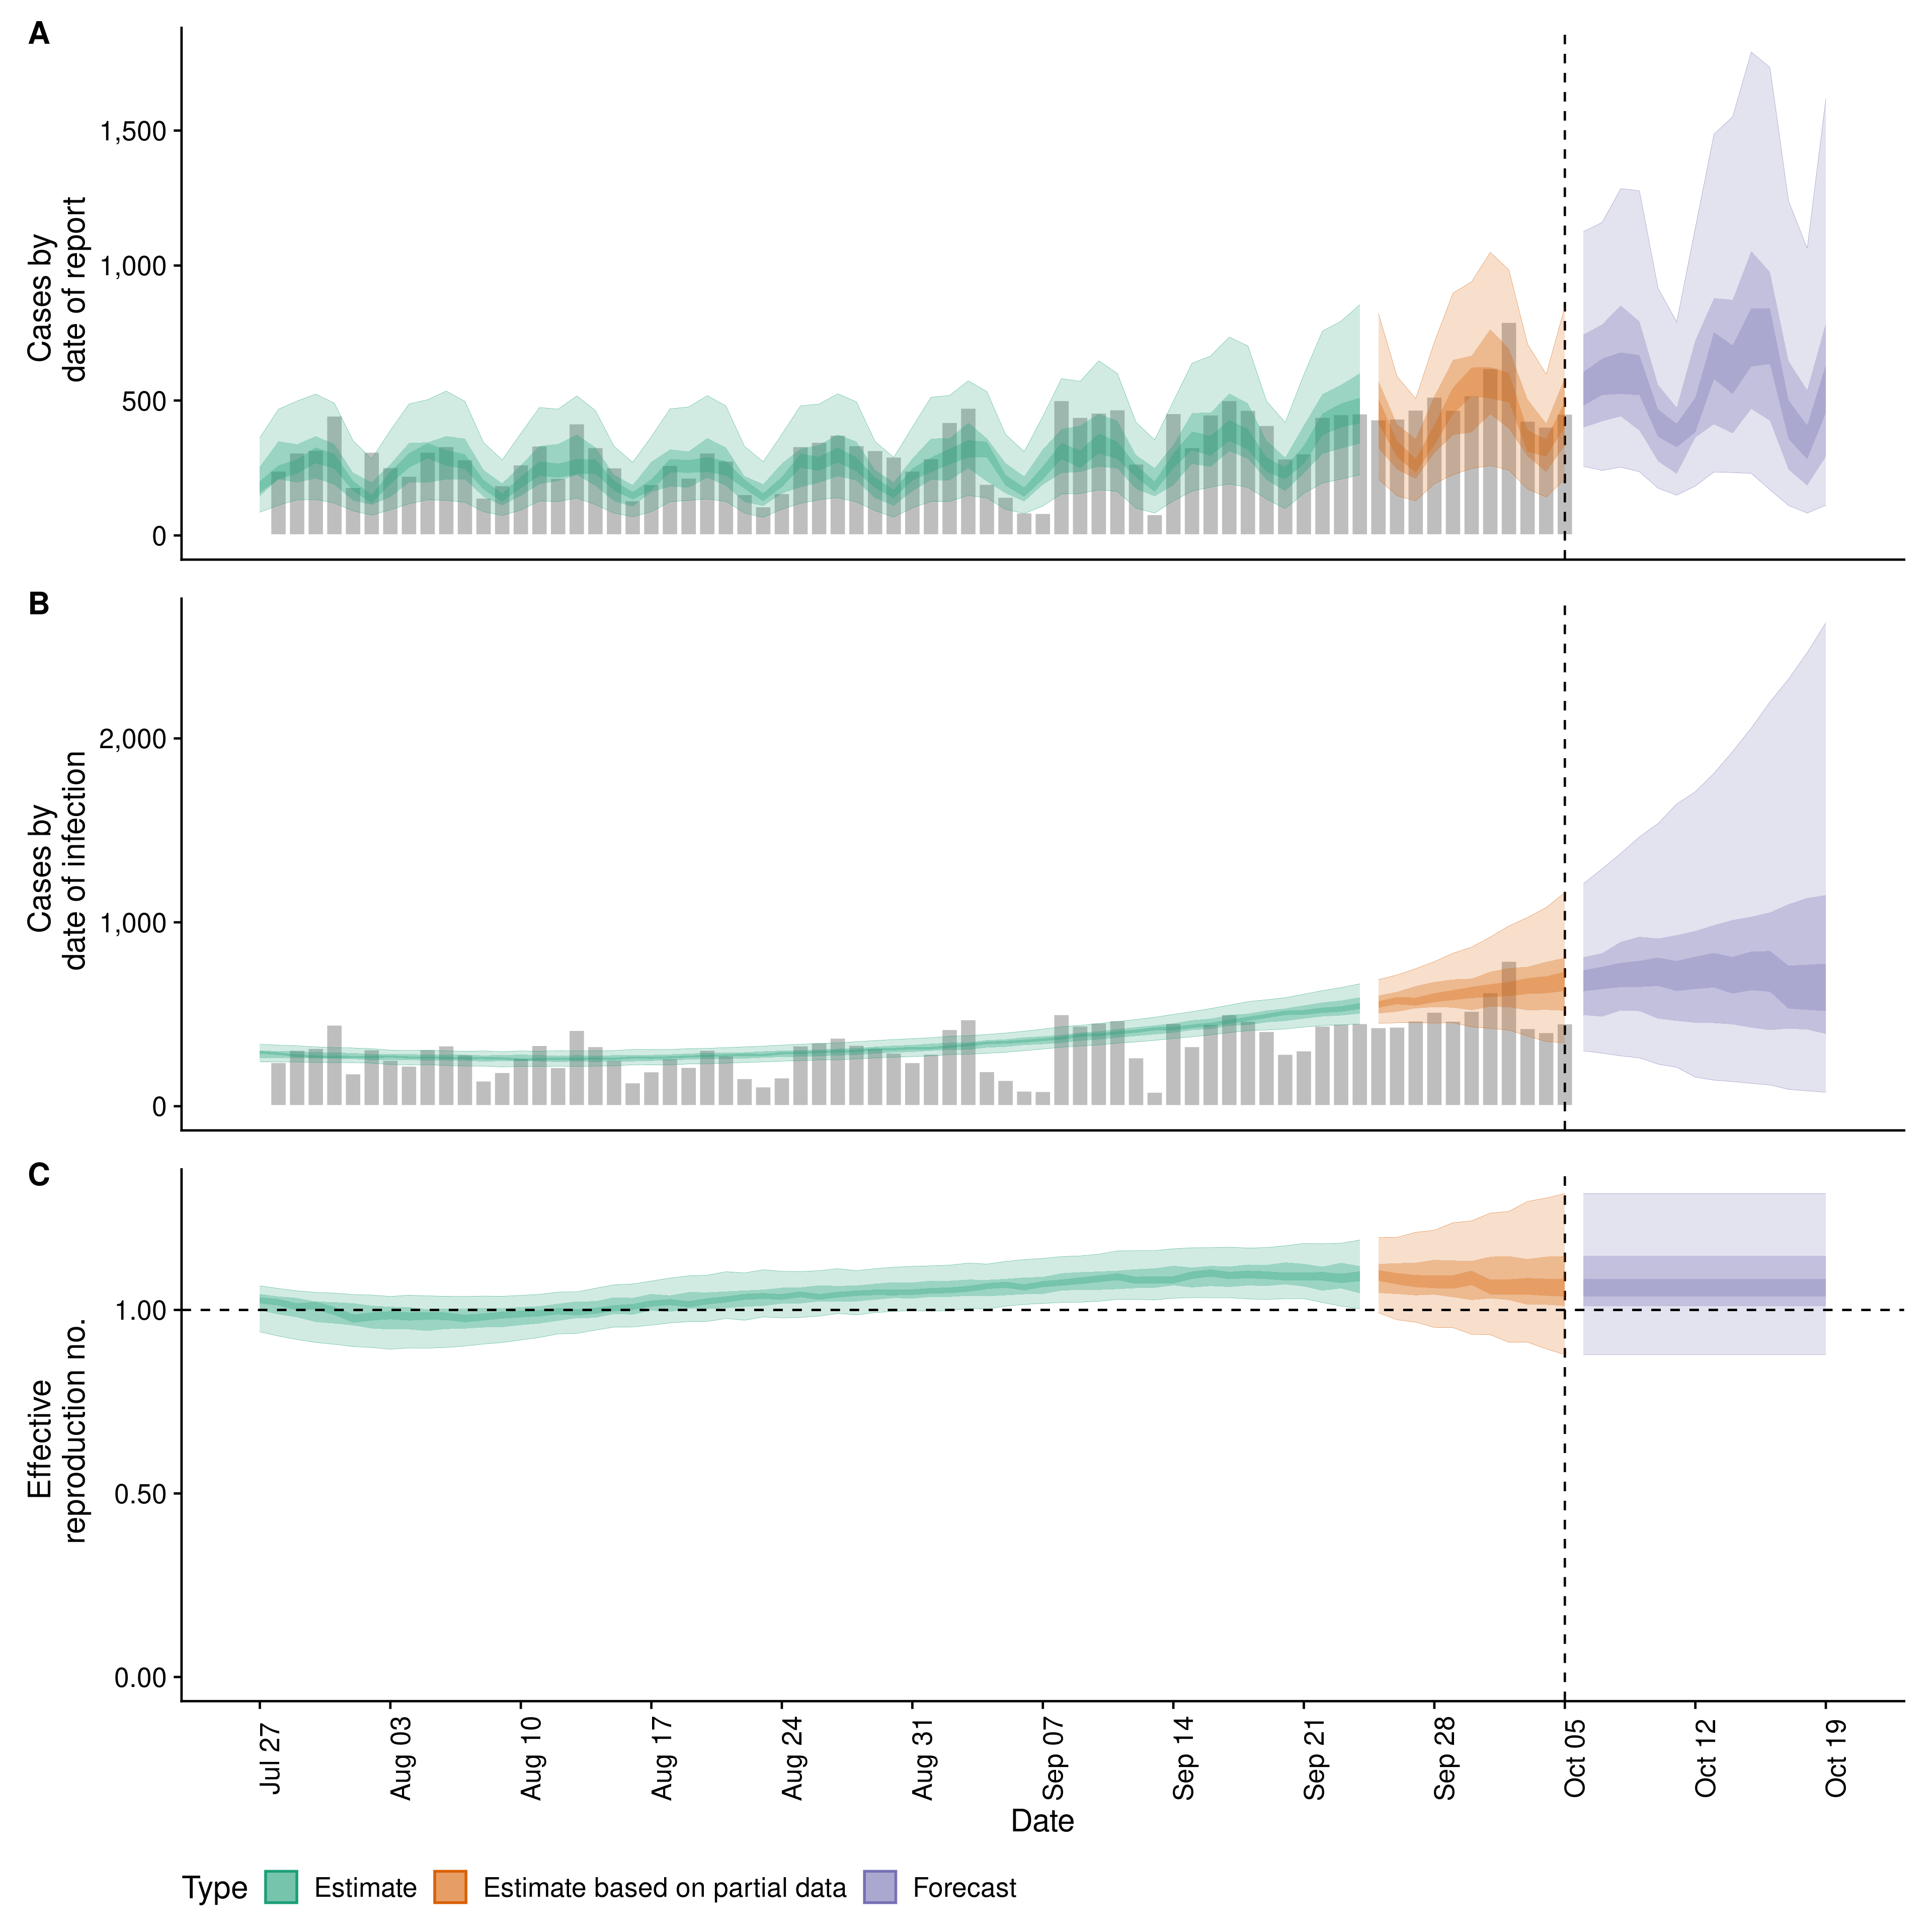 A
Cases by
date of report
1,500
1,000
500
0
B
Cases by
date of infection
2,000
1,000
0
C
Effective
reproduction no.
1.00
0.50
0.00
Jul 27
Aug 03
Aug 10
Aug 17
Aug 24
Aug 31
Sep 07
Sep 14
Sep 21
Sep 28
Oct 05
Oct 12
Oct 19
Date
Type Estimate Estimate based on partial data Forecast